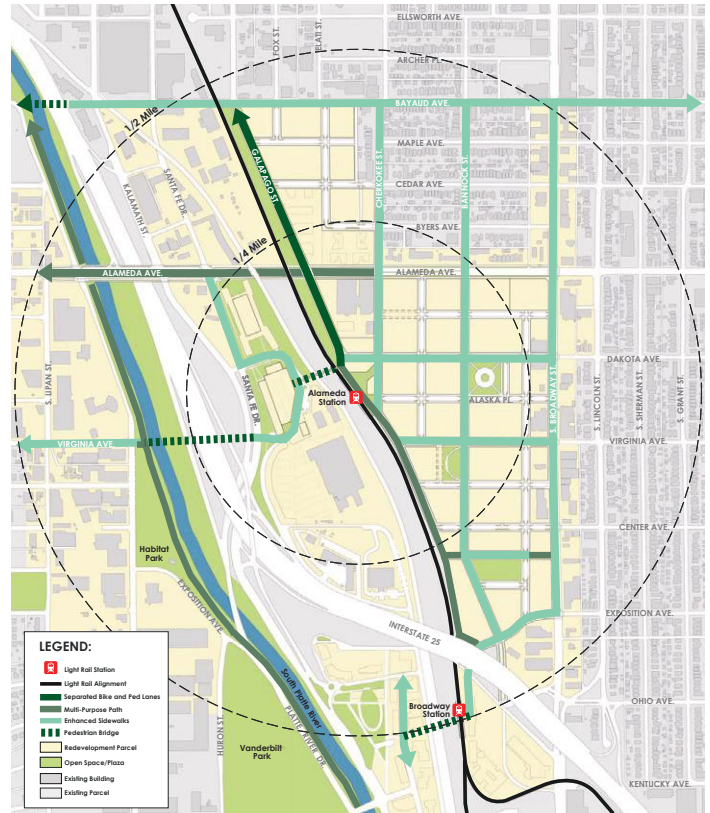 ELLSWORTH AVE.
FOX ST.
ELATI ST.
ARCHER PL.
BAYAUD AVE.
1/2 Mile
MAPLE AVE.
GALAPAGO ST.
CHERKOKEE ST.
BANNOCK ST.
CEDAR AVE.
SANTA FE DR.
KALAMATH ST.
BYERS AVE.
1/4 Mile
ALAMEDA AVE.
ALAMEDA AVE.
DAKOTA AVE.
S. LIPAN ST.
SANTA FE DR.
Alameda
Station
ALASKA PL.
S. BROADWAY ST.
S. LINCOLN ST.
S. SHERMAN ST.
S. GRANT ST.
VIRGINIA AVE.
VIRGINIA AVE.
CENTER AVE.
Habitat
Park
EXPOSITION AVE.
EXPOSITION AVE.
INTERSTATE 25
LEGEND:
Light Rail Station
Light Rail Alignment
Separated Bike and Ped Lanes
Multi-Purpose Path
Enhanced Sidewalks
Pedestrian Bridge
Redevelopment Parcel
Open Space/Plaza
Existing Building
Existing Parcel
South Platte River
PLATTE RIVER DR.
HURON ST.
Vanderbilt
Park
Broadway
Station
OHIO AVE.
KENTUCKY AVE.